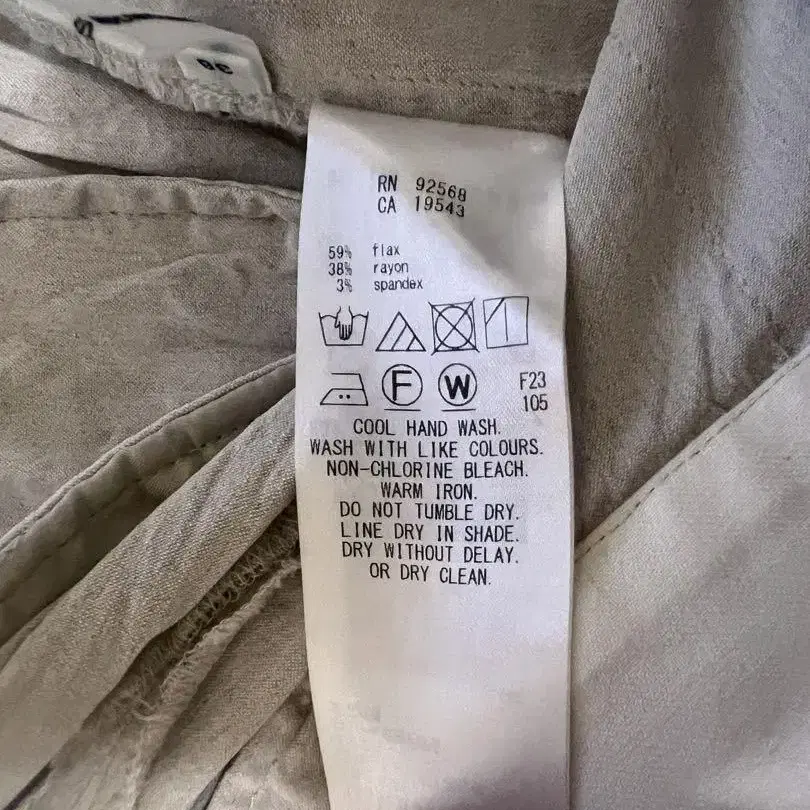 RN 92568
CA 19543
59% flax
38% rayon
3% spandex
F W
F23
105
COOL HAND WASH.
WASH WITH LIKE COLOURS.
NON-CHLORINE BLEACH.
WARM IRON.
DO NOT TUMBLE DRY.
LINE DRY IN SHADE.
DRY WITHOUT DELAY.
OR DRY CLEAN.